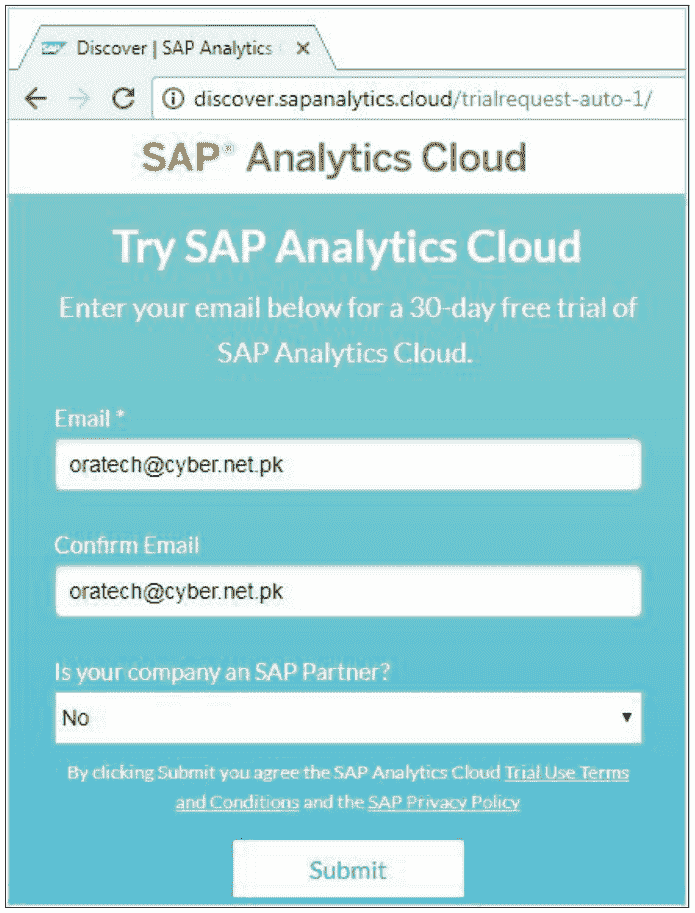 Discover | SAP Analytics
discover.sapanalytics.cloud/trialrequest-auto-1/
SAP® Analytics Cloud
Try SAP Analytics Cloud
Enter your email below for a 30-day free trial of
SAP Analytics Cloud.
Email *
oratech@cyber.net.pk
Confirm Email
oratech@cyber.net.pk
Is your company an SAP Partner?
No
By clicking Submit you agree the SAP Analytics Cloud Trial Use Terms
and Conditions and the SAP Privacy Policy
Submit